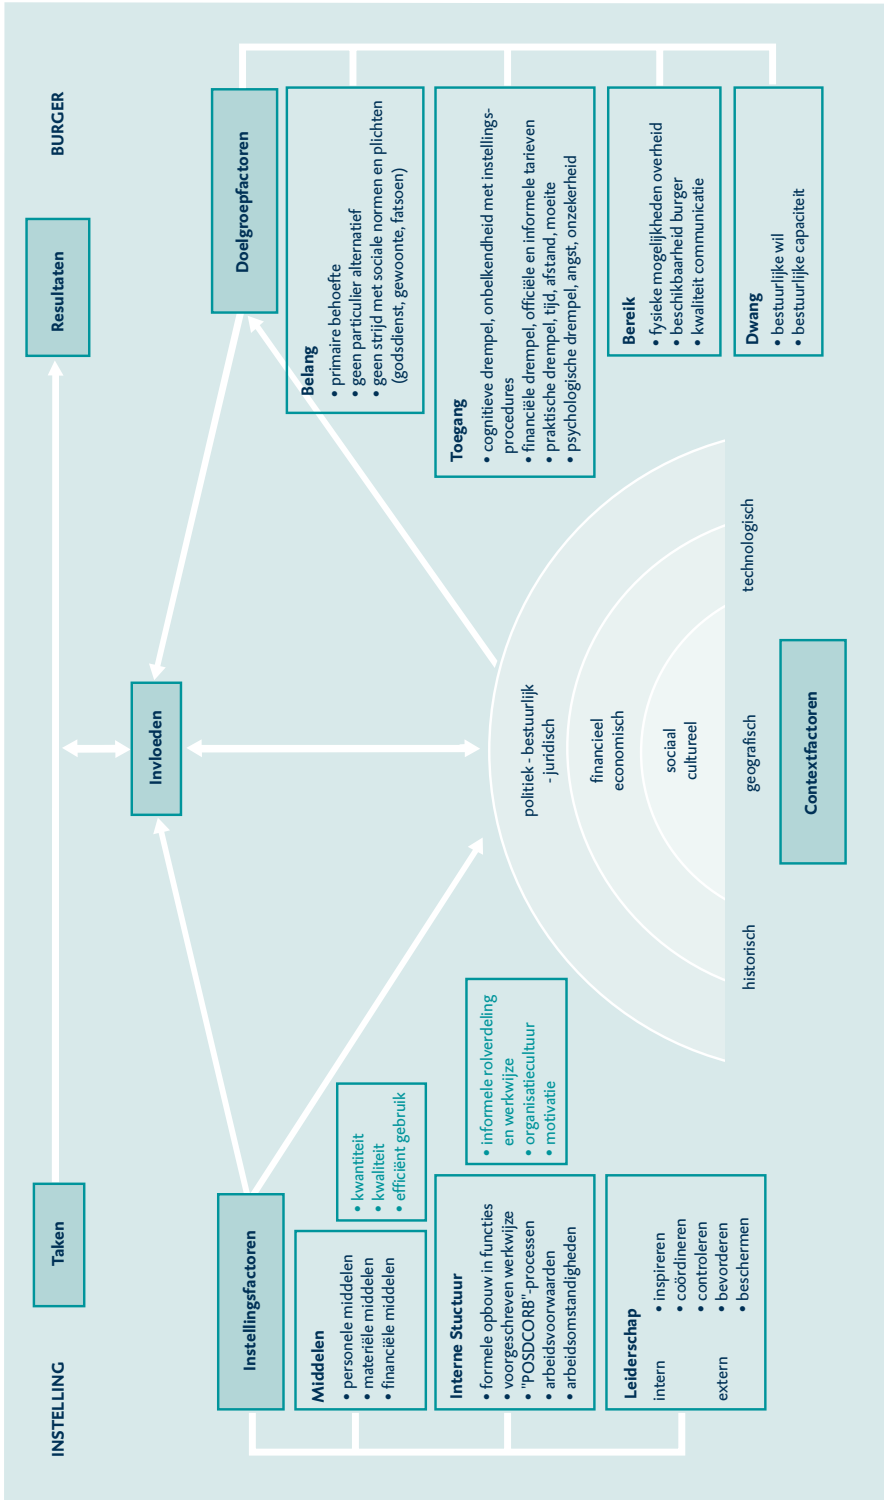 INSTELLING
BURGER
Taken
Resultaten
Invloeden
Instellingsfactoren
Middelen
• personele middelen
• materiële middelen
• financiële middelen
• kwantiteit
• kwaliteit
• efficiënt gebruik
Interne Stuctuur
• formele opbouw in functies
• voorgeschreven werkwijze
• "POSDCORB"-processen
• arbeidsvoorwaarden
• arbeidsomstandigheden
• informele rolverdeling
en werkwijze
• organisatiecultuur
• motivatie
Leiderschap
intern • inspireren
• coördineren
• controleren
extern • bevorderen
• beschermen
Doelgroepfactoren
Belang
• primaire behoefte
• geen particulier alternatief
• geen strijd met sociale normen en plichten
(godsdienst, gewoonte, fatsoen)
Toegang
• cognitieve drempel, onbelkendheid met instellings-
procedures
• financiële drempel, officiële en informele tarieven
• praktische drempel, tijd, afstand, moeite
• psychologische drempel, angst, onzekerheid
Bereik
• fysieke mogelijkheden overheid
• beschikbaarheid burger
• kwaliteit communicatie
Dwang
• bestuurlijke wil
• bestuurlijke capaciteit
politiek - bestuurlijk
- juridisch
financieel
economisch
sociaal
cultureel
historisch
geografisch
technologisch
Contextfactoren